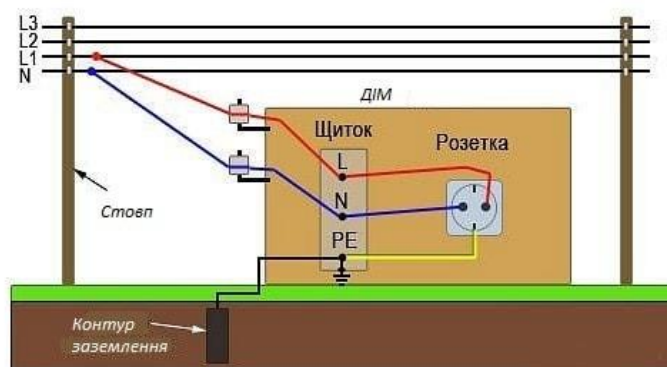 L3
L2
L1
N
ДІМ
Щиток
Розетка
L
N
PE
Стовп
Контур
заземлення